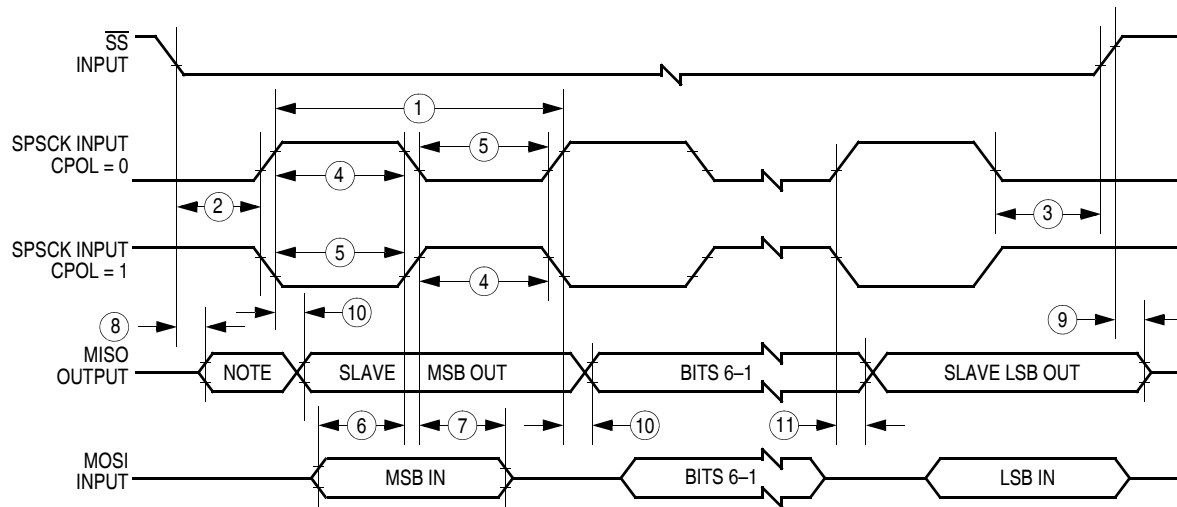 SS
INPUT
1
SPSCK INPUT
CPOL = 0
5
4
2
3
SPSCK INPUT
CPOL = 1
5
4
8
10
9
MISO
OUTPUT
NOTE
SLAVE MSB OUT
BITS 6–1
SLAVE LSB OUT
6
7
10
11
MOSI
INPUT
MSB IN
BITS 6–1
LSB IN